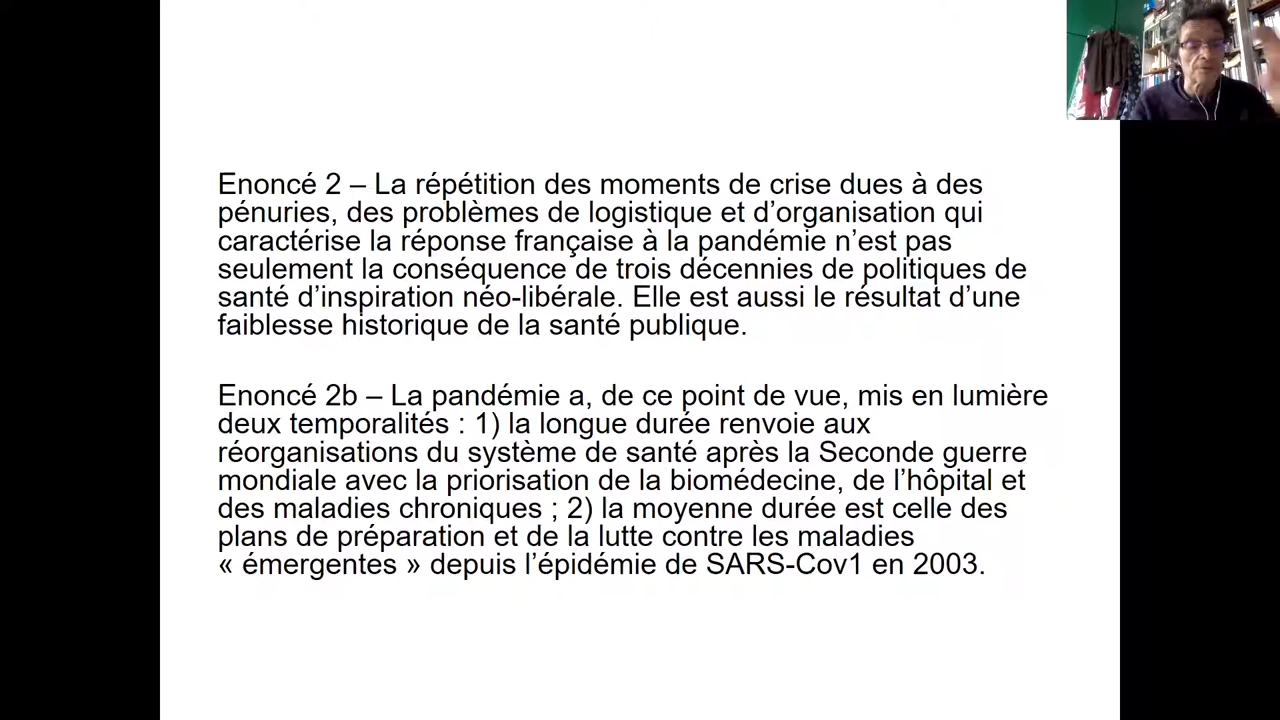 Enoncé 2 – La répétition des moments de crise dues à des
pénuries, des problèmes de logistique et d’organisation qui
caractérise la réponse française à la pandémie n’est pas
seulement la conséquence de trois décennies de politiques de
santé d’inspiration néo-libérale. Elle est aussi le résultat d’une
faiblesse historique de la santé publique.
Enoncé 2b – La pandémie a, de ce point de vue, mis en lumière
deux temporalités : 1) la longue durée renvoie aux
réorganisations du système de santé après la Seconde guerre
mondiale avec la priorisation de la biomédecine, de l’hôpital et
des maladies chroniques ; 2) la moyenne durée est celle des
plans de préparation et de la lutte contre les maladies
« émergentes » depuis l’épidémie de SARS-Cov1 en 2003.